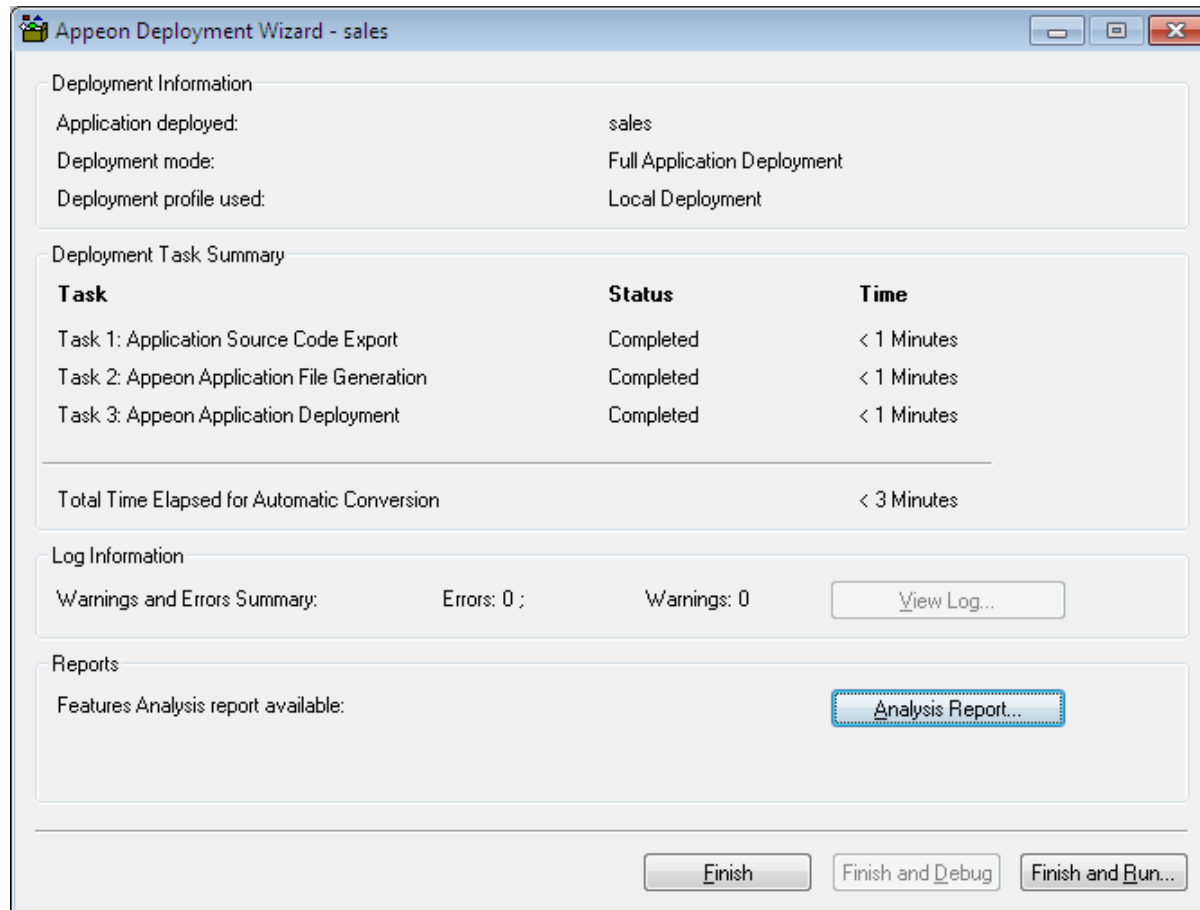 Appeon Deployment Wizard - sales
Deployment Information
Application deployed: sales
Deployment mode: Full Application Deployment
Deployment profile used: Local Deployment
Deployment Task Summary
Task Status Time
Task 1: Application Source Code Export Completed < 1 Minutes
Task 2: Appeon Application File Generation Completed < 1 Minutes
Task 3: Appeon Application Deployment Completed < 1 Minutes
Total Time Elapsed for Automatic Conversion < 3 Minutes
Log Information
Warnings and Errors Summary: Errors: 0 ; Warnings: 0 View Log...
Reports
Features Analysis report available: Analysis Report...
Finish Finish and Debug Finish and Run...